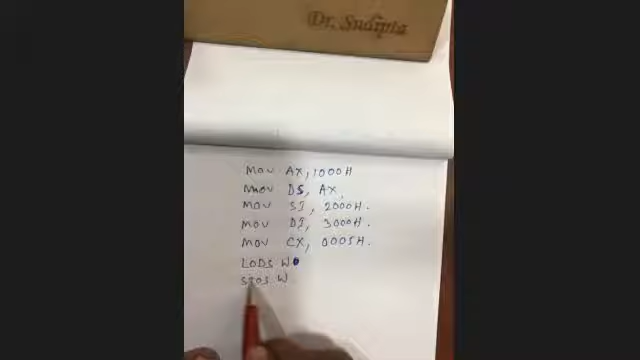 Dr. Sudipta
MOV AX, 1000H
MOV DS, AX,
MOV SI, 2000H.
MOV DI, 3000H.
MOV CX, 0005H.
LODS W
STOS W